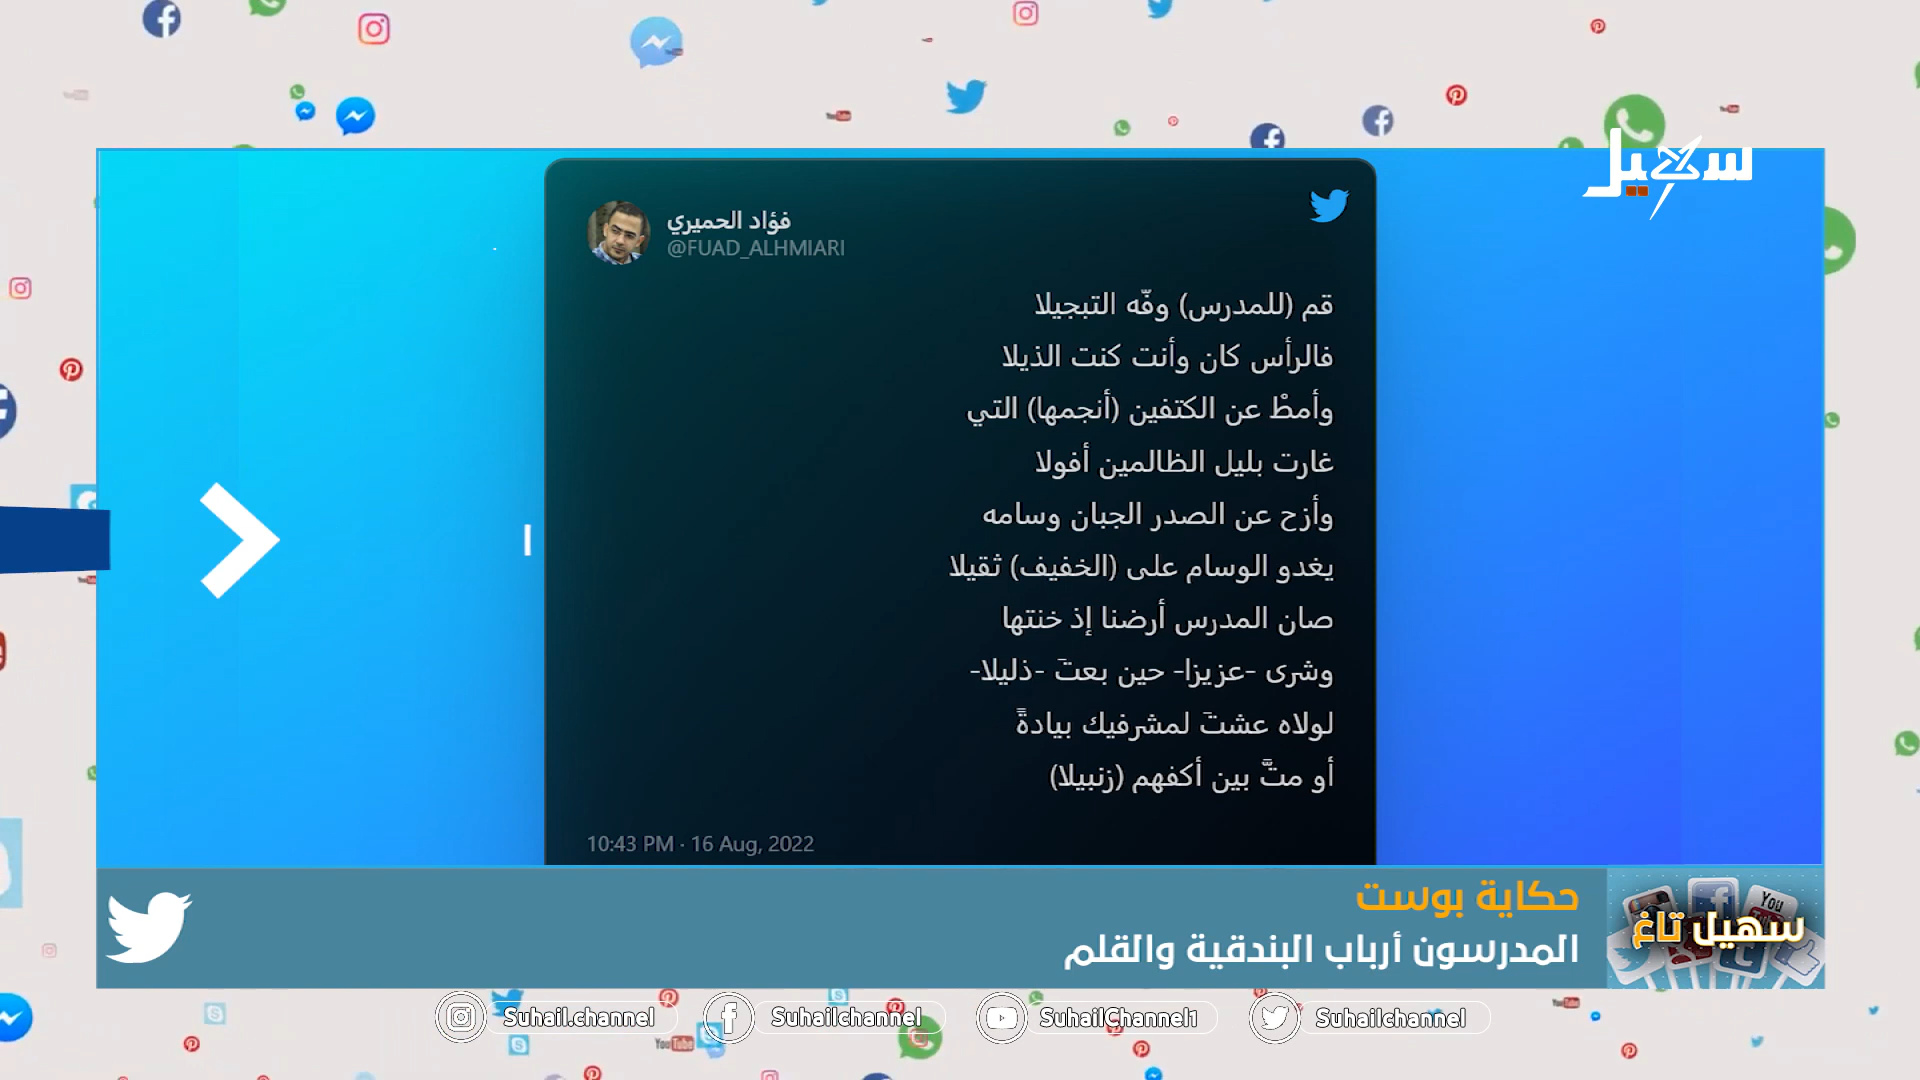 سهيل
فؤاد الحميري
@FUAD_ALHMIARI
قم (للمدرس) وفّه التبجيلا
فالرأس كان وأنت كنت الذيلا
وأمطْ عن الكتفين (أنجمها) التي
غارت بليل الظالمين أفولا
وأزح عن الصدر الجبان وسامه
يغدو الوسام على (الخفيف) ثقيلا
صان المدرس أرضنا إذ خنتها
وشرى -عزيزا- حين بعتَ -ذليلا-
لولاه عشتَ لمشرفيك بيادةً
أو متَّ بين أكفهم (زنبيلا)
10:43 PM · 16 Aug, 2022
حكاية بوست
المدرسون أرباب البندقية والقلم
سهيل تاغ
Suhail.channel
Suhailchannel
SuhailChannel1
Suhailchannel